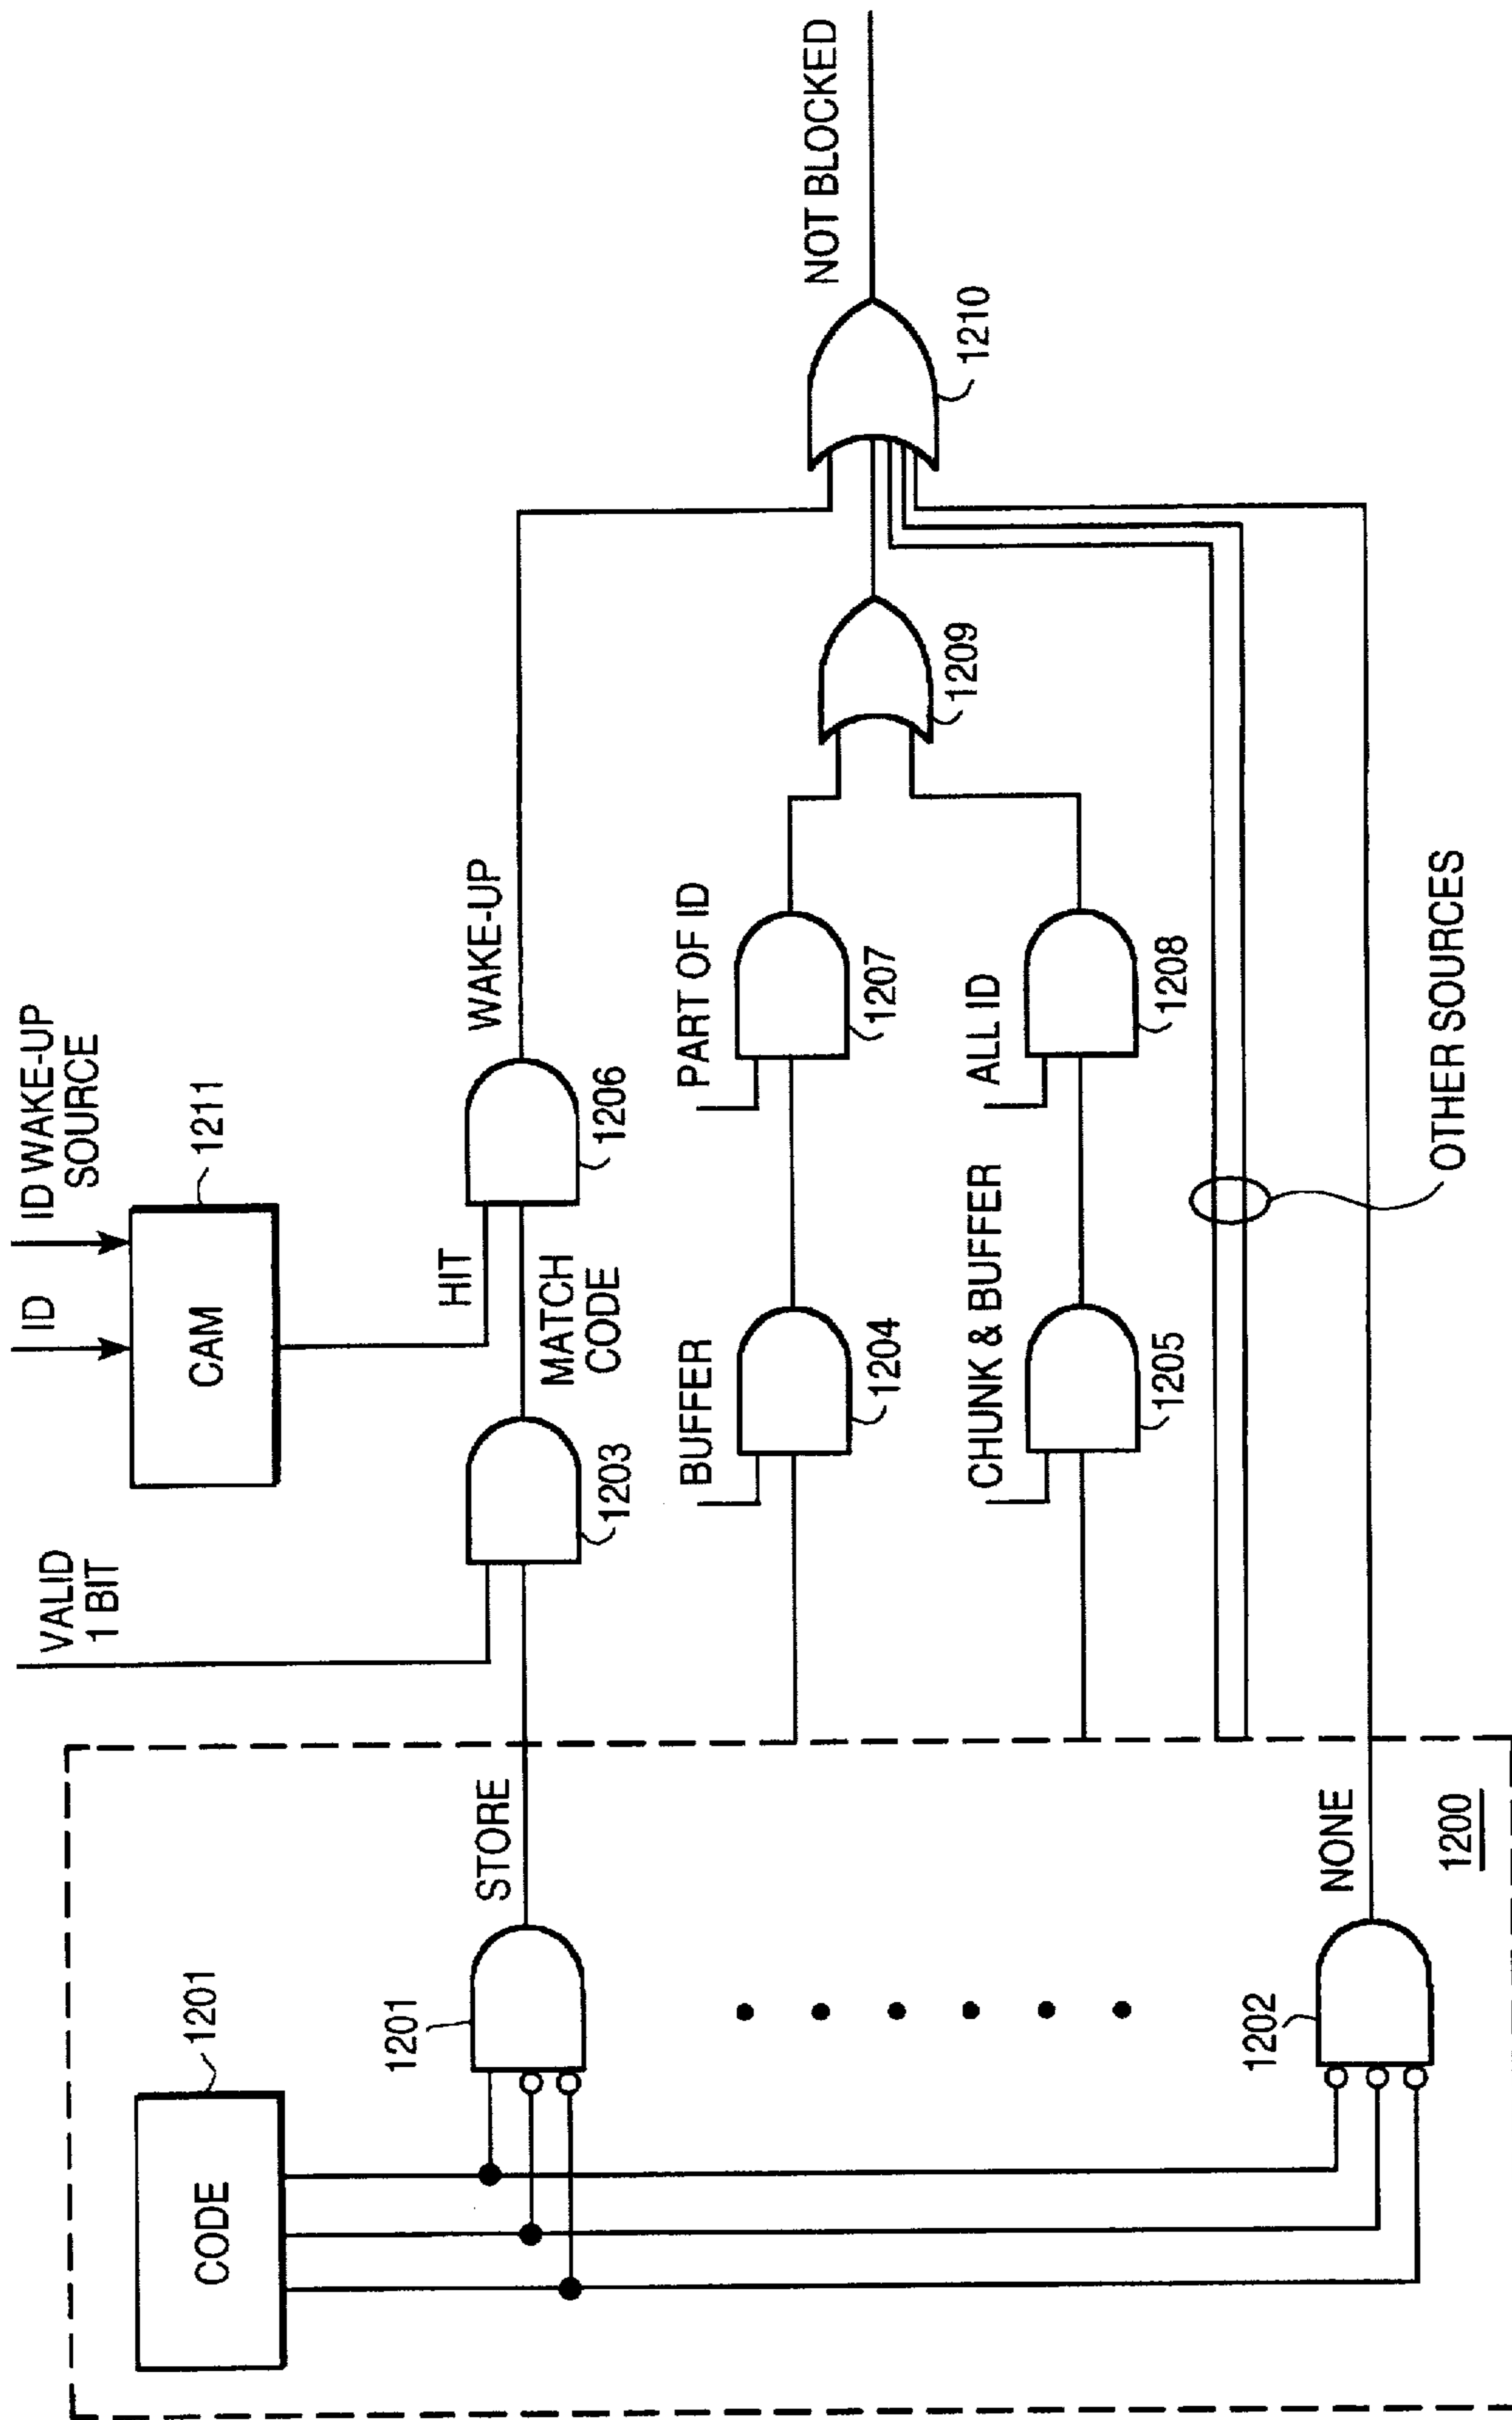 ID WAKE-UP
SOURCE
ID
1211
CAM
VALID
1 BIT
HIT
WAKE-UP
MATCH
CODE
1206
1203
NOT BLOCKED
1210
CODE
1201
1201
STORE
BUFFER
1204
PART OF ID
1207
1209
CHUNK & BUFFER
1205
ALL ID
1208
1202
NONE
1200
OTHER SOURCES